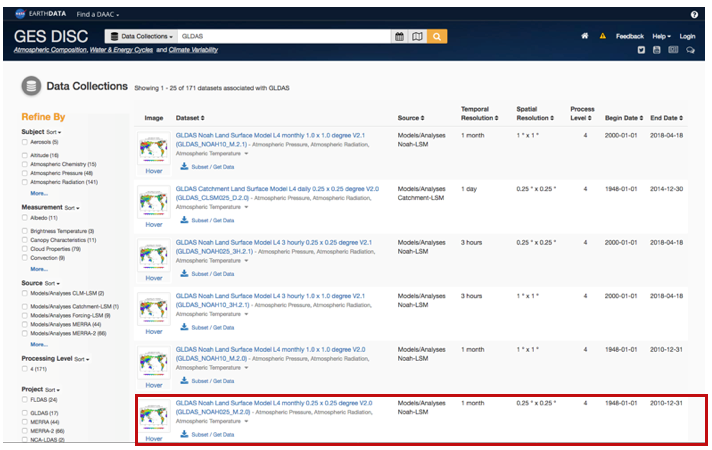 EARTHDATA Find a DAAC
GES DISC Data Collections GLDAS Feedback Help Login
Atmospheric Composition, Water & Energy Cycles and Climate Variability
Data Collections Showing 1 - 25 of 171 datasets associated with GLDAS
Refine By
Subject Sort
Aerosols (5)
Altitude (16)
Atmospheric Chemistry (15)
Atmospheric Pressure (48)
Atmospheric Radiation (141)
More...
Measurement Sort
Albedo (11)
Brightness Temperature (3)
Canopy Characteristics (11)
Cloud Properties (79)
Convection (9)
More...
Source Sort
Models/Analyses CLM-LSM (2)
Models/Analyses Catchment-LSM (1)
Models/Analyses Forcing-LSM (9)
Models/Analyses MERRA (44)
Models/Analyses MERRA-2 (66)
More...
Processing Level Sort
4 (171)
Project Sort
FLDAS (24)
GLDAS (17)
MERRA (44)
MERRA-2 (66)
NCA-LDAS (2)
Image Dataset Source Temporal Resolution Spatial Resolution Process Level Begin Date End Date
GLDAS Noah Land Surface Model L4 monthly 1.0 x 1.0 degree V2.1 Models/Analyses 1 month 1 ° x 1 ° 4 2000-01-01 2018-04-18
(GLDAS_NOAH10_M.2.1) - Atmospheric Pressure, Atmospheric Radiation, Noah-LSM
Atmospheric Temperature
Hover Subset / Get Data
GLDAS Catchment Land Surface Model L4 daily 0.25 x 0.25 degree V2.0 Models/Analyses 1 day 0.25 ° x 0.25 ° 4 1948-01-01 2014-12-30
(GLDAS_CLSM025_D.2.0) - Atmospheric Pressure, Atmospheric Radiation, Catchment-LSM
Atmospheric Temperature
Hover Subset / Get Data
GLDAS Noah Land Surface Model L4 3 hourly 0.25 x 0.25 degree V2.1 Models/Analyses 3 hours 0.25 ° x 0.25 ° 4 2000-01-01 2018-04-18
(GLDAS_NOAH025_3H.2.1) - Atmospheric Pressure, Atmospheric Radiation, Noah-LSM
Atmospheric Temperature
Hover Subset / Get Data
GLDAS Noah Land Surface Model L4 3 hourly 1.0 x 1.0 degree V2.1 Models/Analyses 3 hours 1 ° x 1 ° 4 2000-01-01 2018-04-18
(GLDAS_NOAH10_3H.2.1) - Atmospheric Pressure, Atmospheric Radiation, Noah-LSM
Atmospheric Temperature
Hover Subset / Get Data
GLDAS Noah Land Surface Model L4 monthly 1.0 x 1.0 degree V2.0 Models/Analyses 1 month 1 ° x 1 ° 4 1948-01-01 2010-12-31
(GLDAS_NOAH10_M.2.0) - Atmospheric Pressure, Atmospheric Radiation, Noah-LSM
Atmospheric Temperature
Hover Subset / Get Data
GLDAS Noah Land Surface Model L4 monthly 0.25 x 0.25 degree V2.0 Models/Analyses 1 month 0.25 ° x 0.25 ° 4 1948-01-01 2010-12-31
(GLDAS_NOAH025_M.2.0) - Atmospheric Pressure, Atmospheric Radiation, Noah-LSM
Atmospheric Temperature
Hover Subset / Get Data